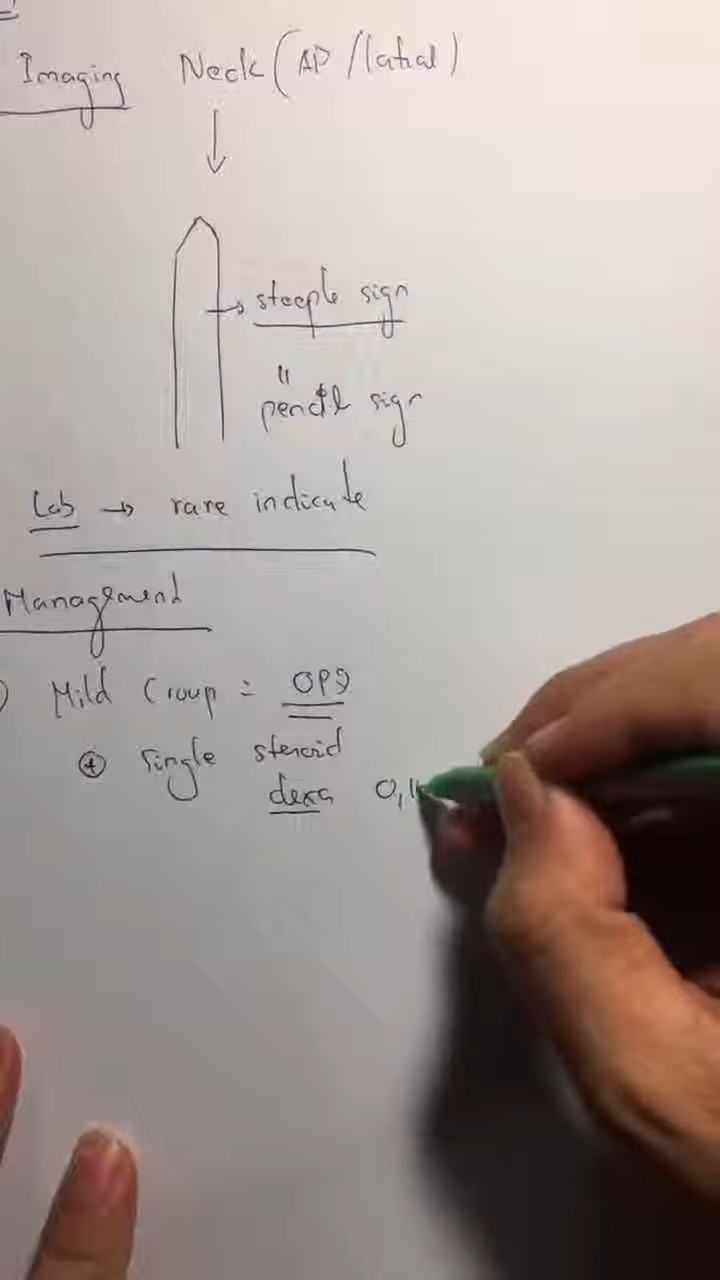 Imaging Neck (AP / latral)
↓
→ steeple sign
"
pencil sign
Lab → rare indicate
Management
) Mild Croup = OPD
⊕ single steroid
dexa 0,1